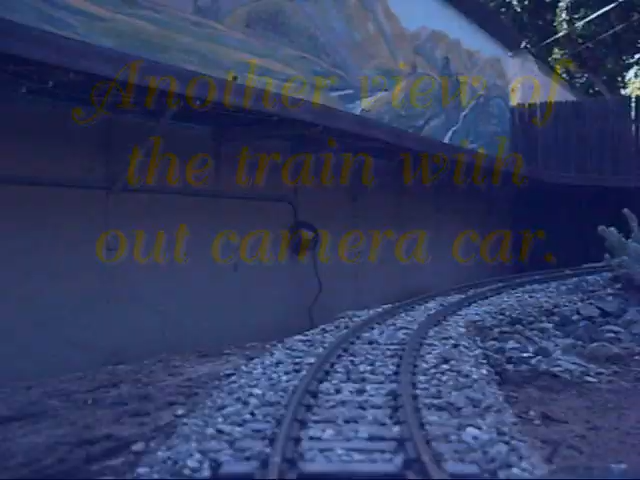 Another view of
the train with
out camera car.